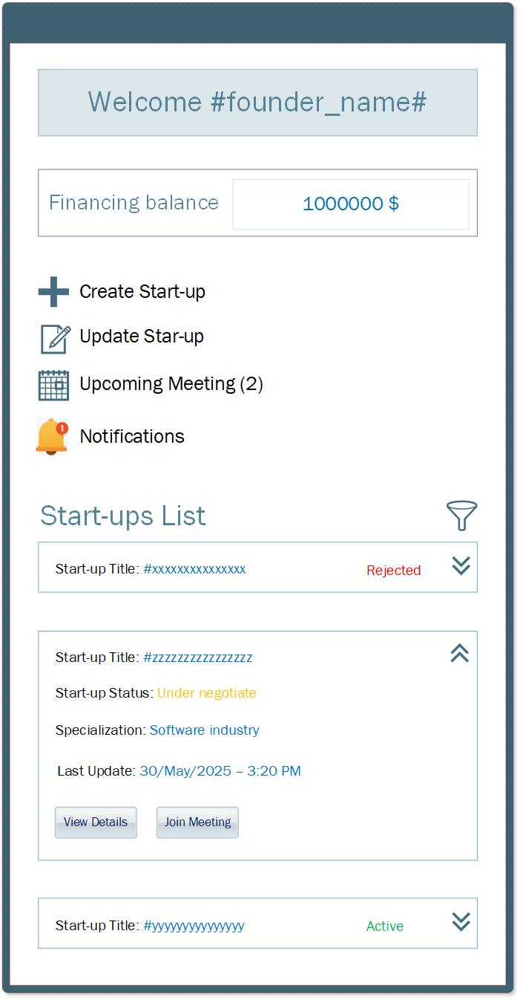 Welcome #founder_name#
Financing balance
1000000 $
Create Start-up
Update Star-up
Upcoming Meeting (2)
1
Notifications
Start-ups List
Start-up Title: #xxxxxxxxxxxxxxx
Rejected
Start-up Title: #zzzzzzzzzzzzzzzz
Start-up Status: Under negotiate
Specialization: Software industry
Last Update: 30/May/2025 – 3:20 PM
View Details
Join Meeting
Start-up Title: #yyyyyyyyyyyyyy
Active